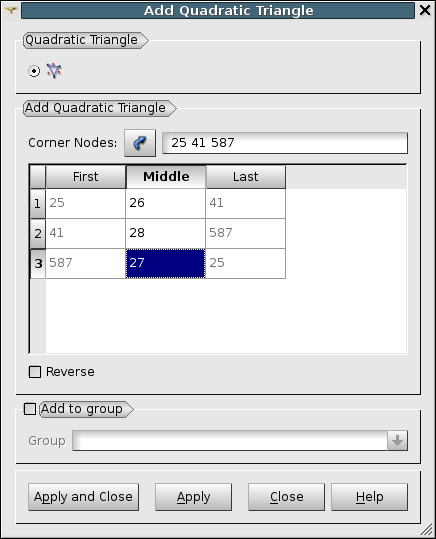 Add Quadratic Triangle
Quadratic Triangle
Add Quadratic Triangle
Corner Nodes: 25 41 587
First Middle Last
1 25 26 41
2 41 28 587
3 587 27 25
Reverse
Add to group
Group
Apply and Close Apply Close Help